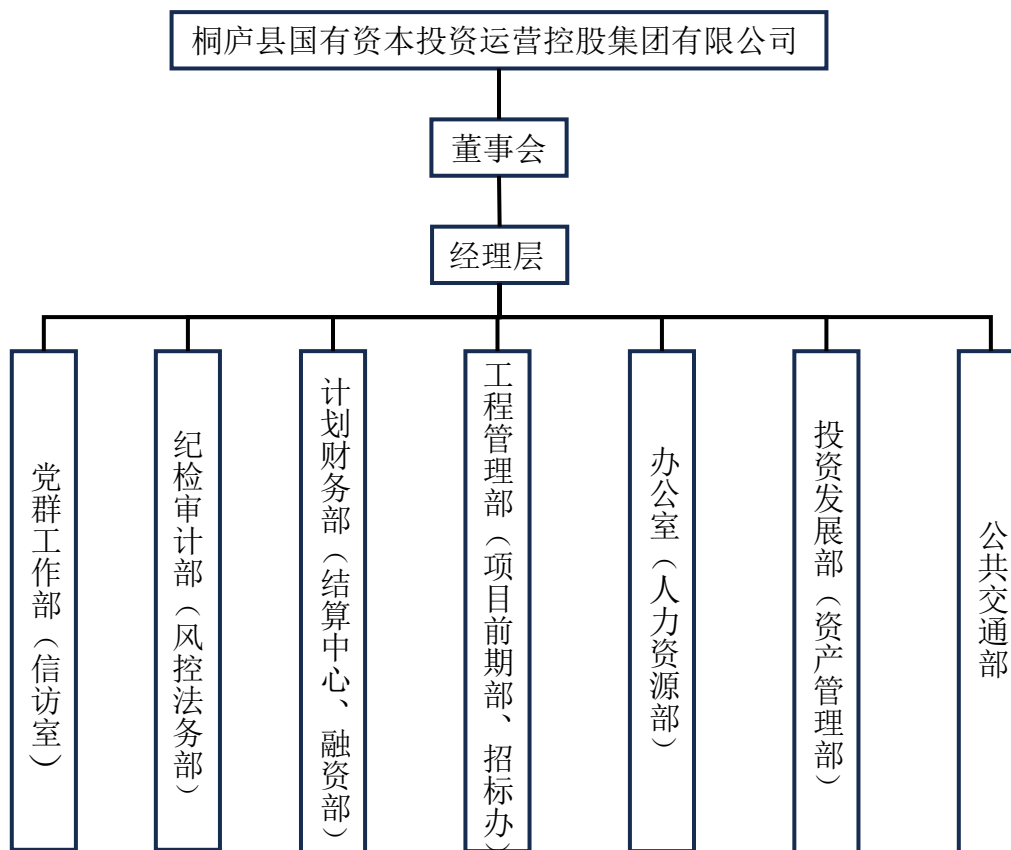 桐庐县国有资本投资运营控股集团有限公司
董事会
经理层
党群工作部（信访室）
纪检审计部（风控法务部）
计划财务部（结算中心、融资部）
工程管理部（项目前期部、招标办）
办公室（人力资源部）
投资发展部（资产管理部）
公共交通部